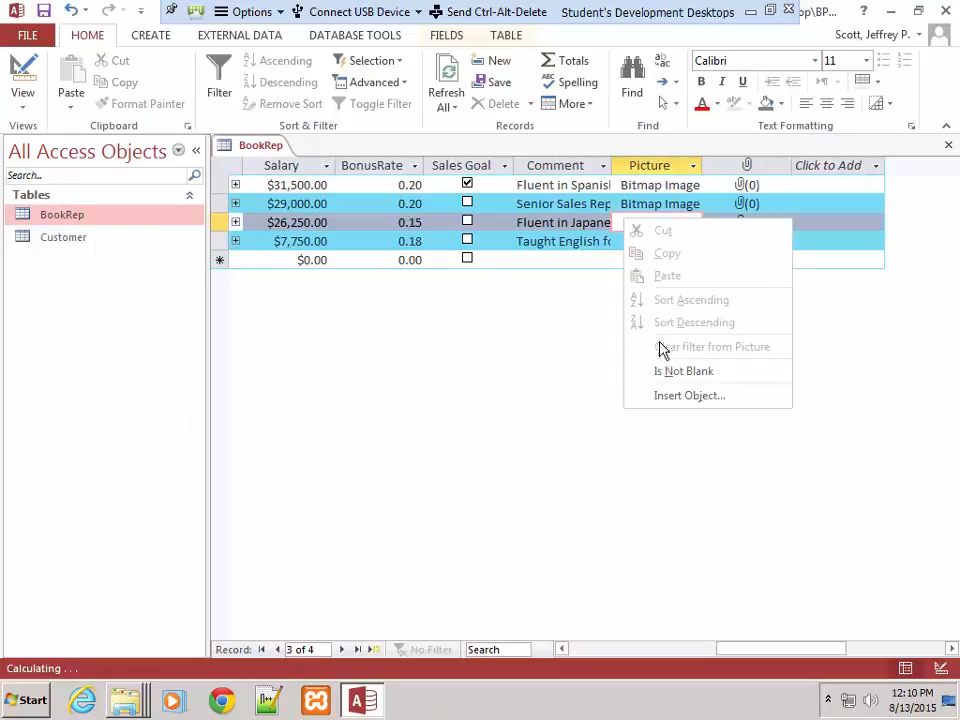 Options Connect USB Device Send Ctrl-Alt-Delete Student's Development Desktops op\BP... ?
FILE HOME CREATE EXTERNAL DATA DATABASE TOOLS FIELDS TABLE Scott, Jeffrey P.
View
Views
Paste Cut
Copy
Format Painter
Clipboard
Filter Ascending
Descending
Remove Sort
Selection
Advanced
Toggle Filter
Sort & Filter
Refresh
All
New
Save
Delete
Totals
Spelling
More
Records
Find
Find
Calibri 11
B I U
A
Text Formatting
All Access Objects
Search...
Tables
BookRep
Customer
BookRep
Salary BonusRate Sales Goal Comment Picture Click to Add
$31,500.00 0.20 Fluent in Spanish Bitmap Image (0)
$29,000.00 0.20 Senior Sales Rep Bitmap Image (0)
$26,250.00 0.15 Fluent in Japane
$7,750.00 0.18 Taught English fo
$0.00 0.00
Cut
Copy
Paste
Sort Ascending
Sort Descending
Clear filter from Picture
Is Not Blank
Insert Object...
Record: 3 of 4 No Filter Search
Calculating . . .
Start
12:10 PM
8/13/2015